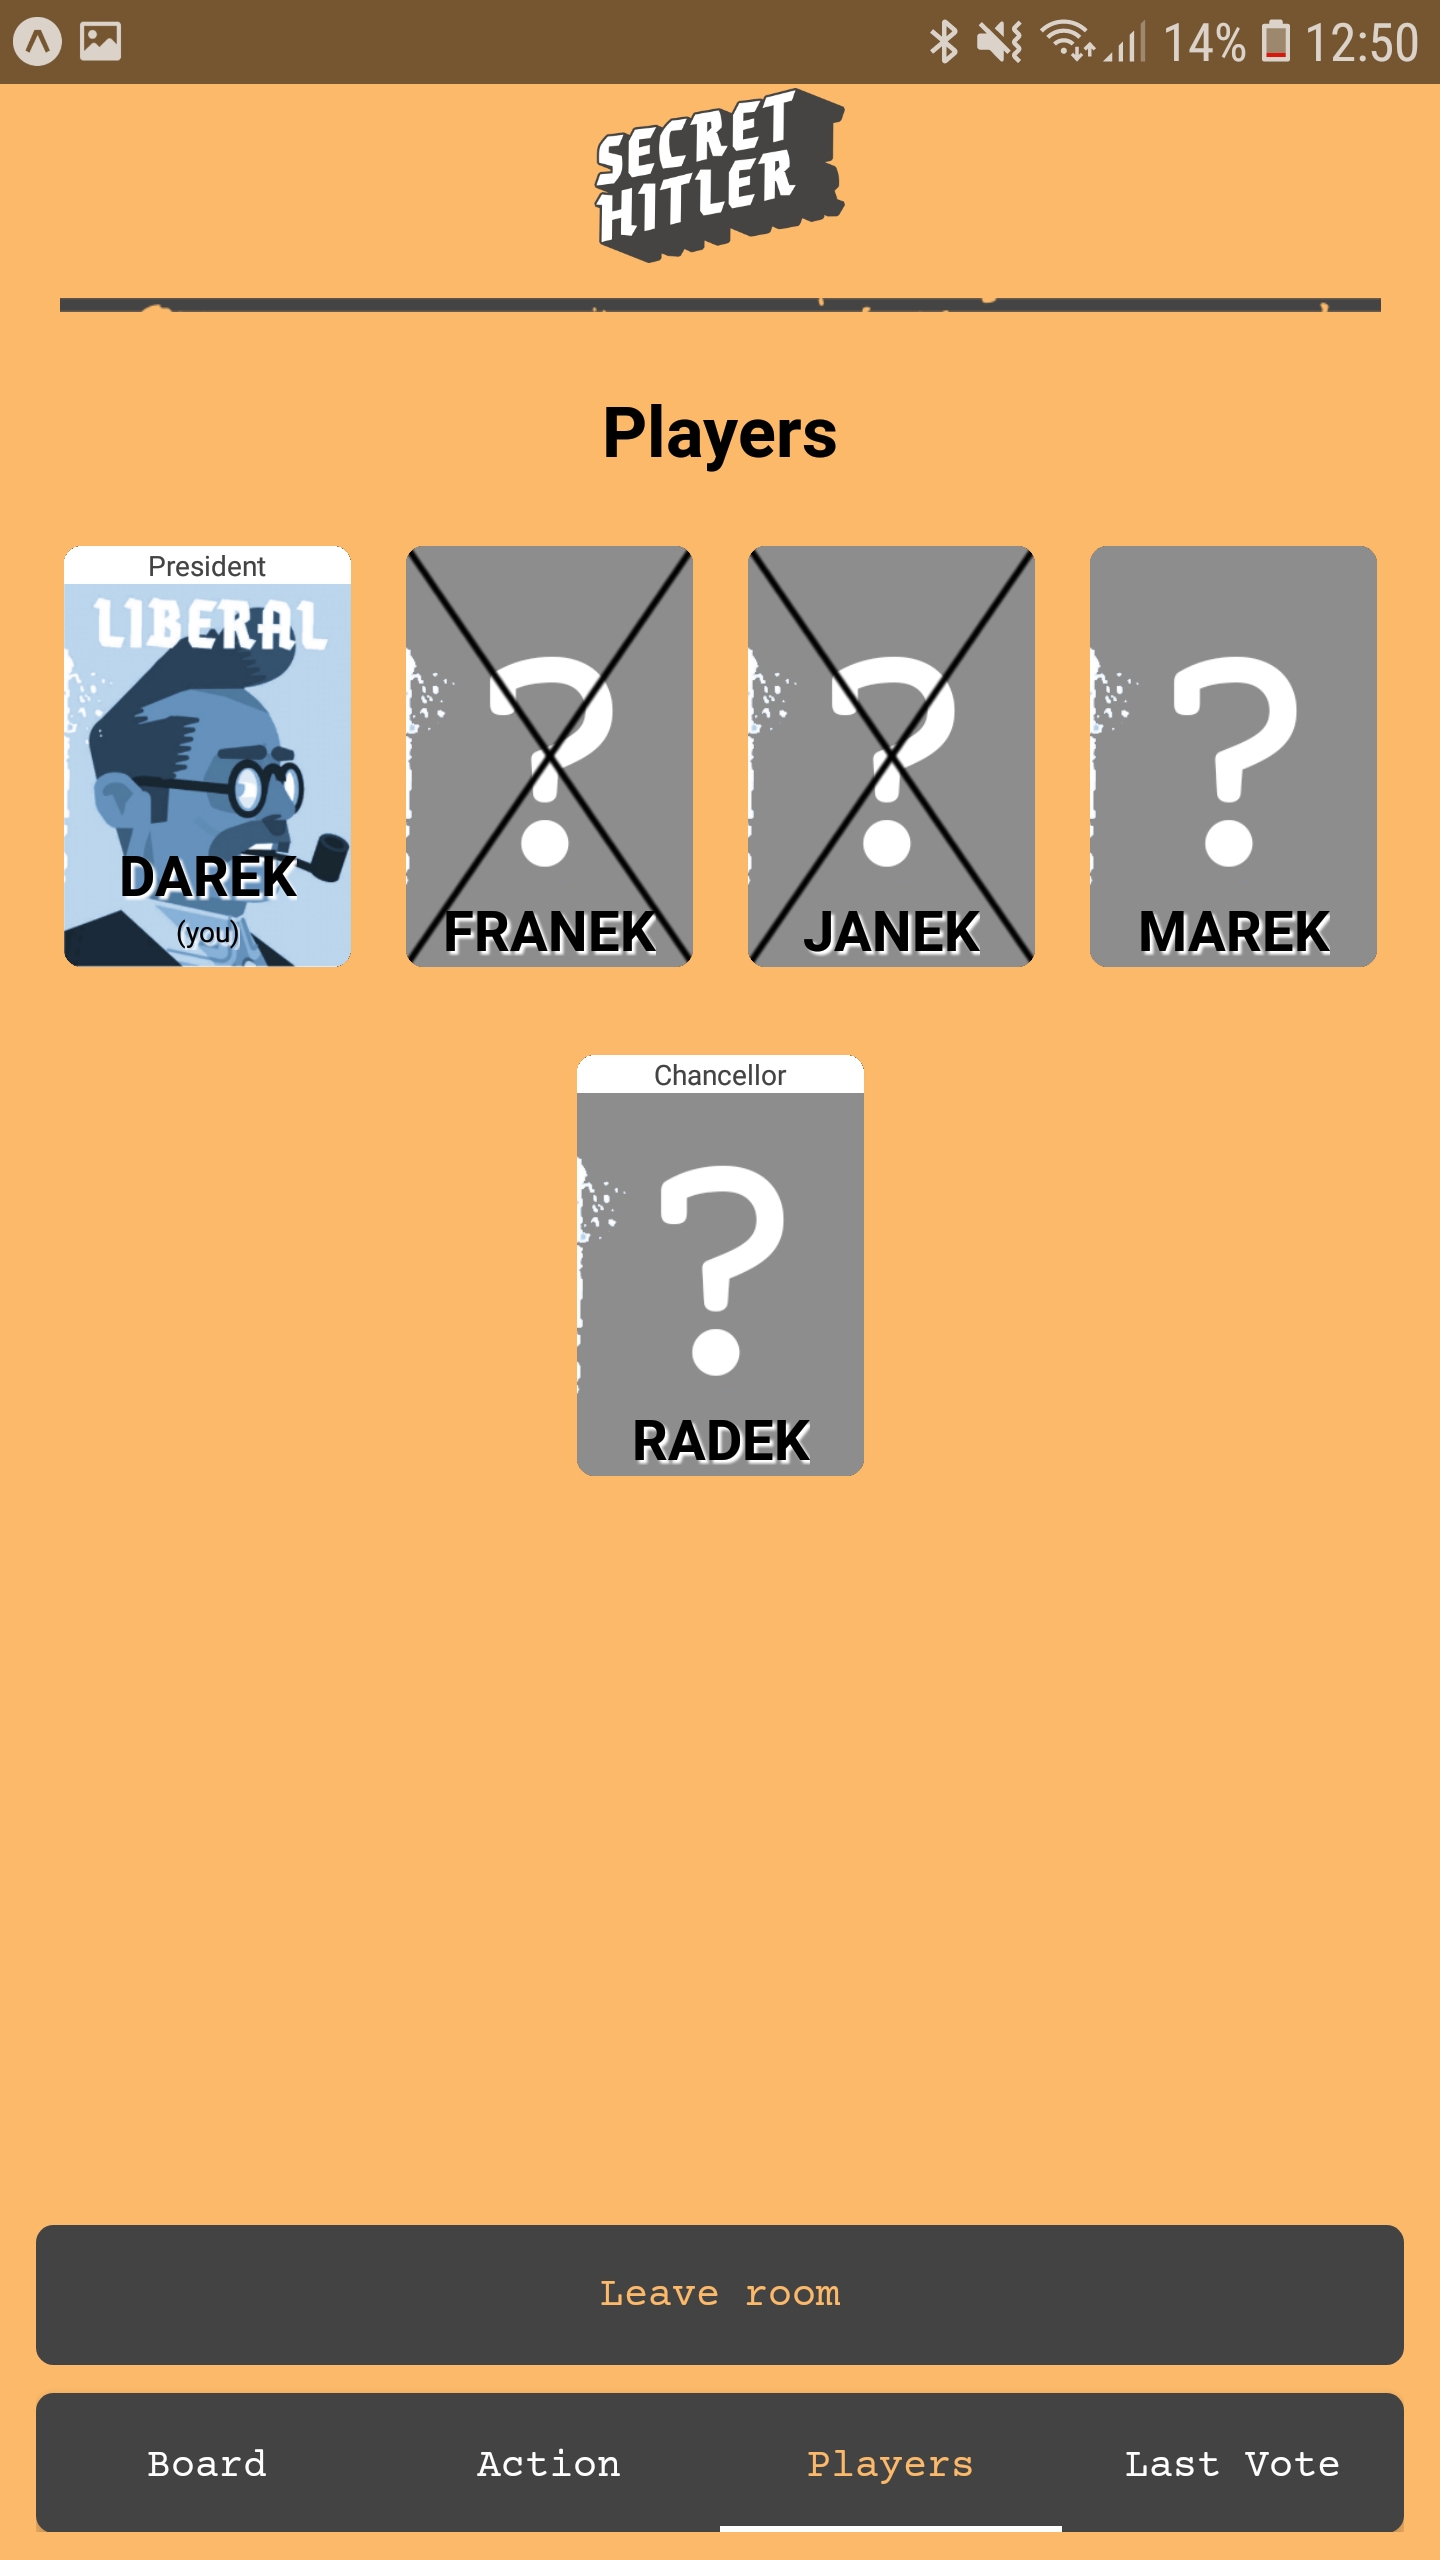 14% 12:50
SECRET
HITLER
Players
President
LIBERAL
DAREK
(you)
FRANEK
JANEK
MAREK
Chancellor
RADEK
Leave room
Board Action Players Last Vote